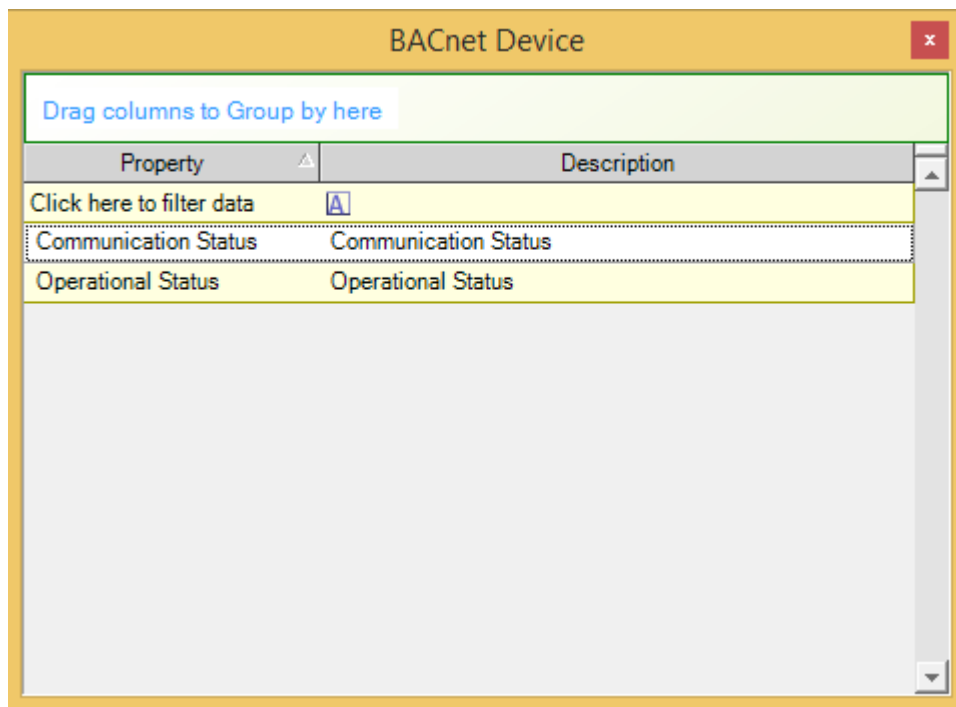 BACnet Device
x
Drag columns to Group by here
Property Description
Click here to filter data A
Communication Status Communication Status
Operational Status Operational Status